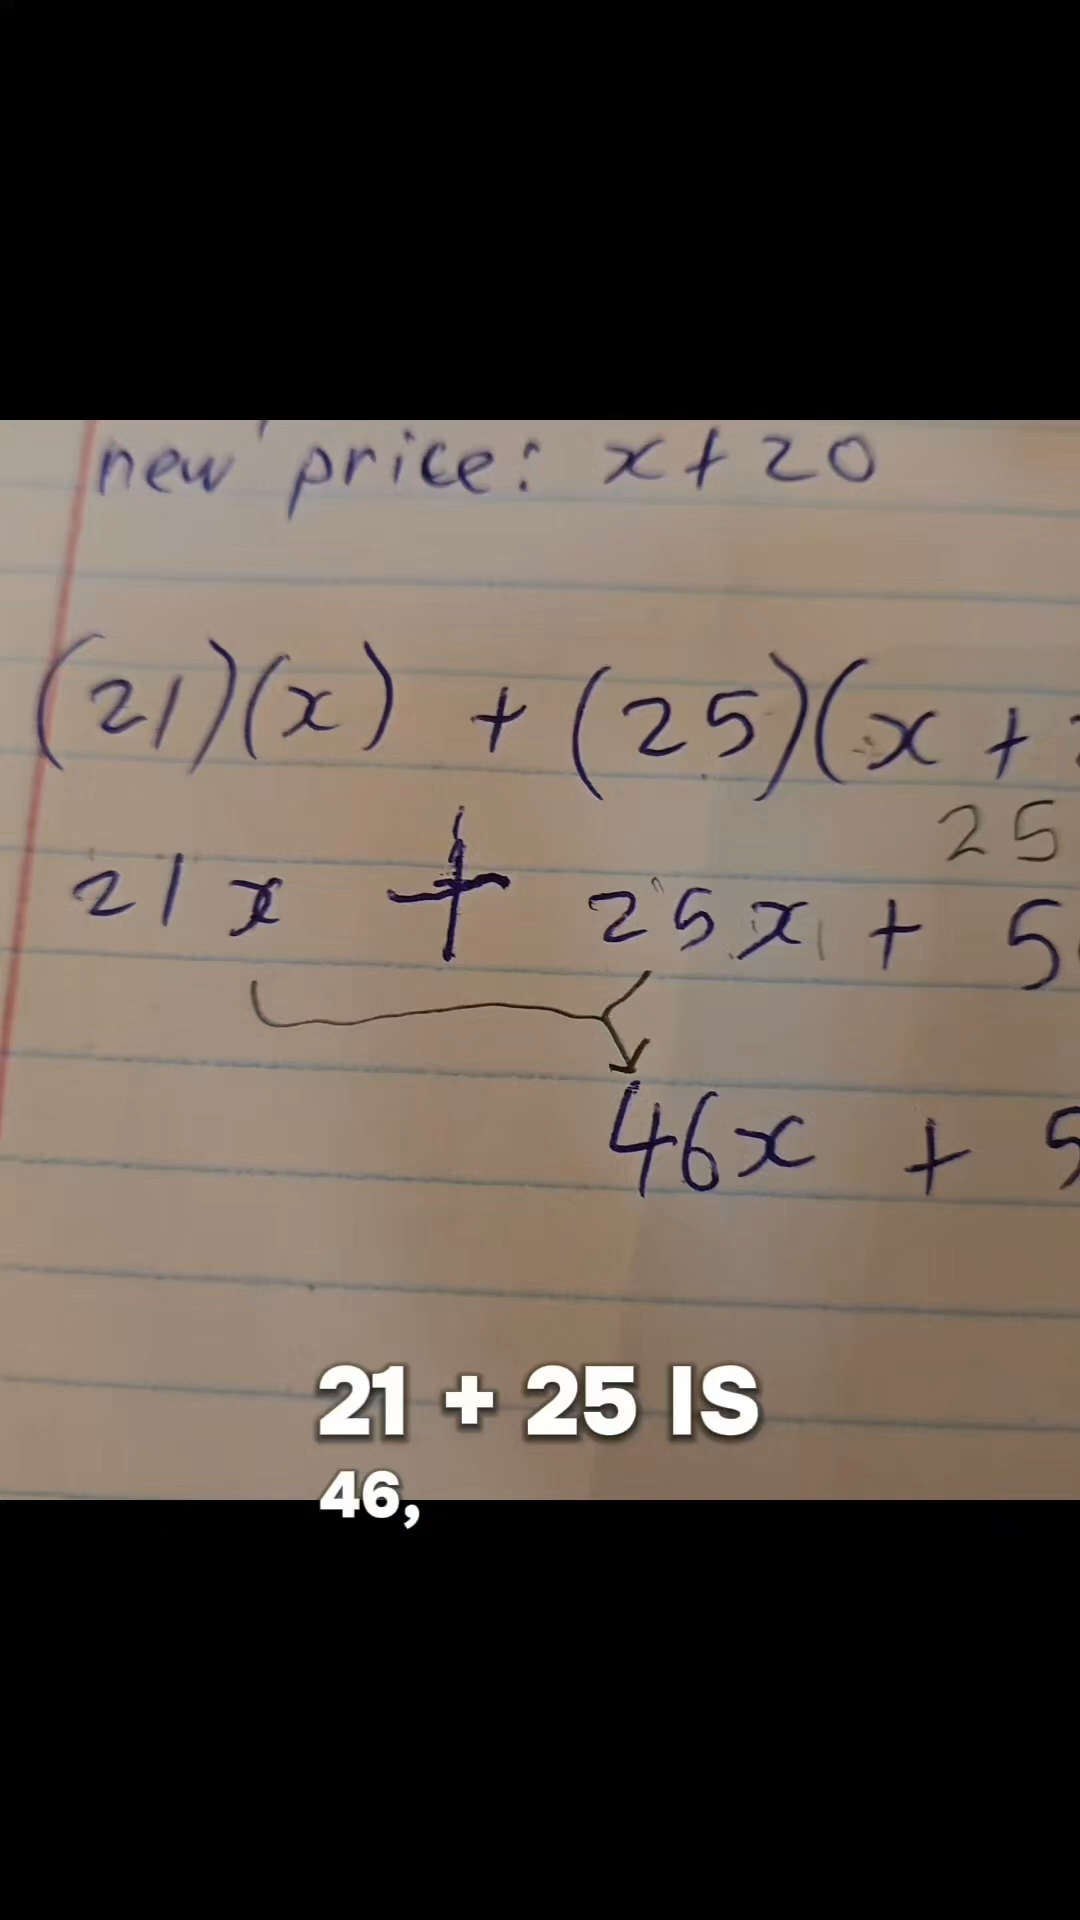 new price: x + 20
(21)(x) + (25)(x +
25
21x + 25x + 5
46x + 5
21 + 25 IS
46,